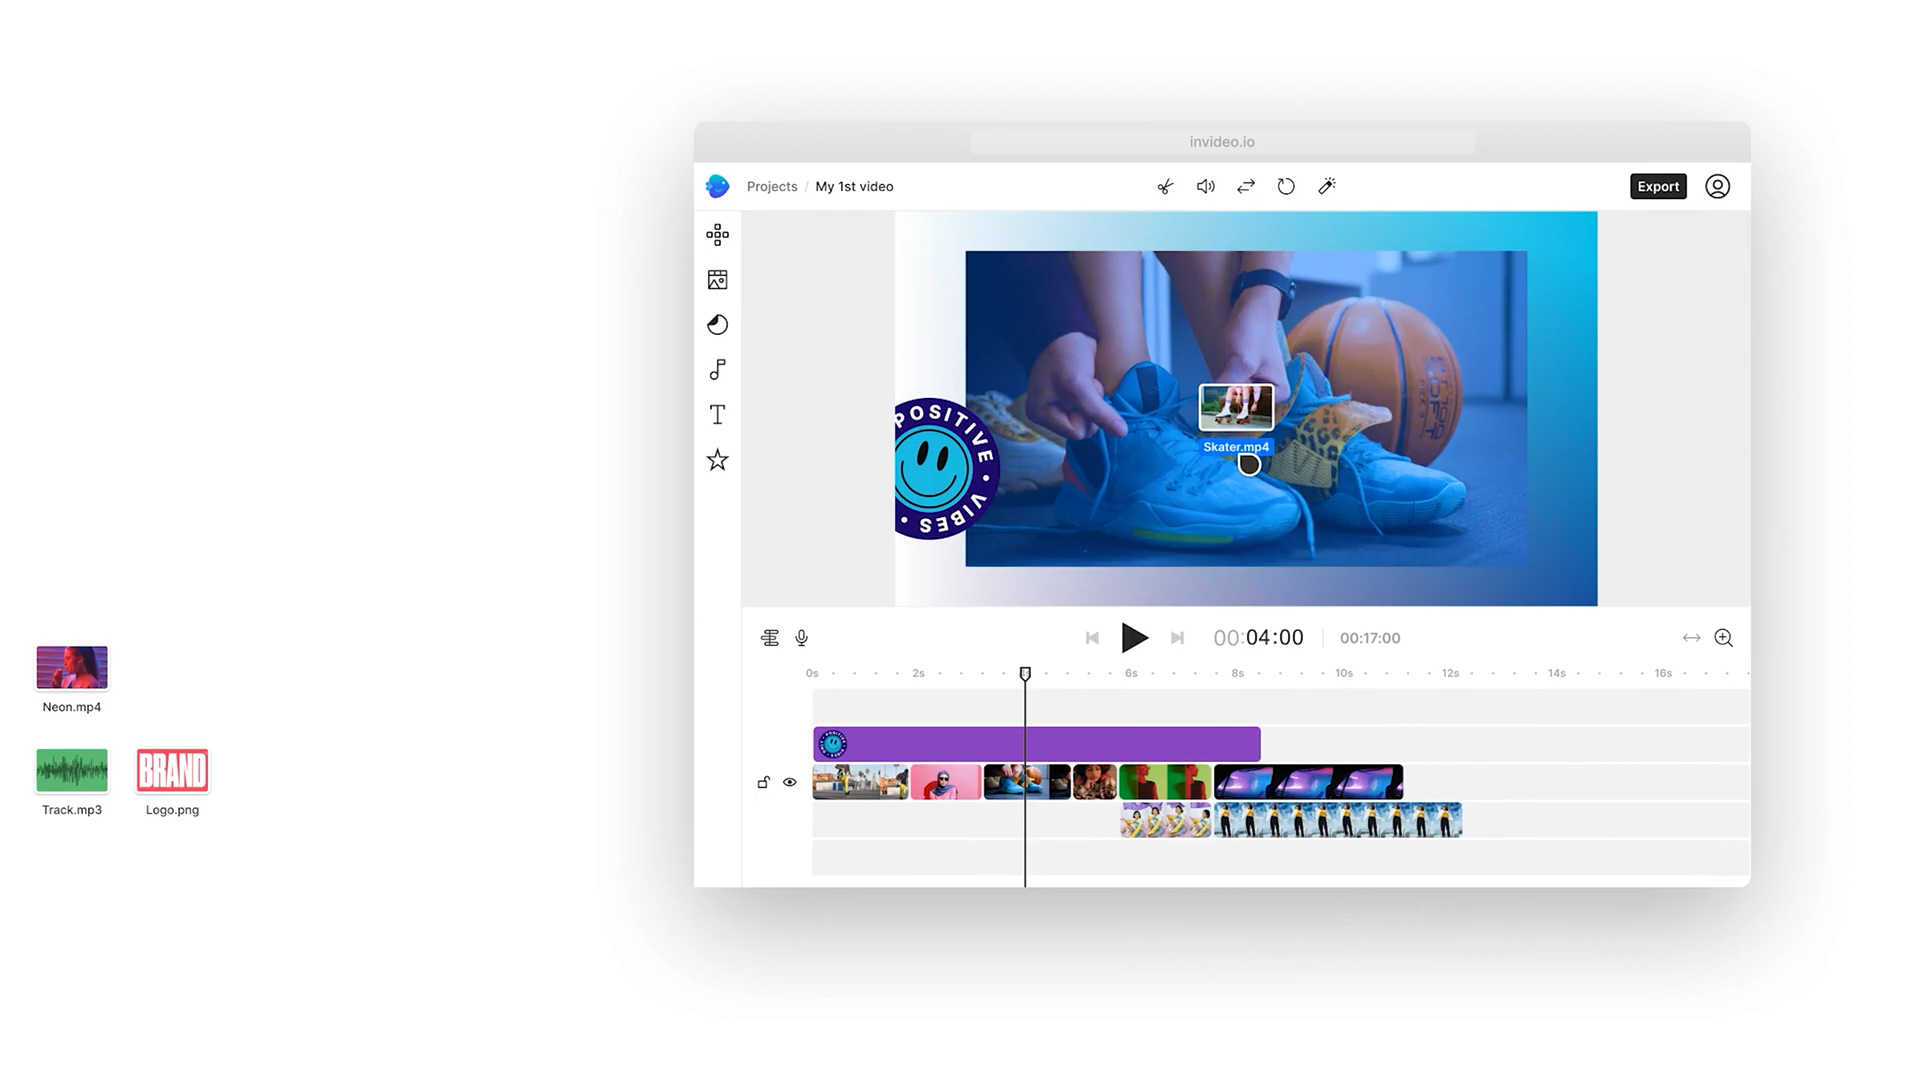 invideo.io
Projects / My 1st video
Export
POSITIVE • VIBES •
Skater.mp4
00:04:00
00:17:00
0s 2s 6s 8s 10s 12s 14s 16s
Neon.mp4
BRAND
Track.mp3
Logo.png